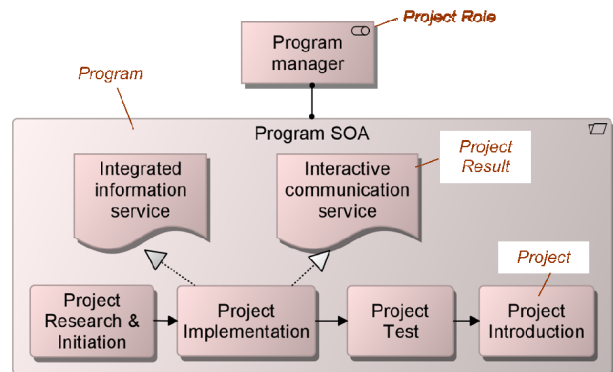 Project Role
Program
manager
Program
Program SOA
Project
Result
Integrated
information
service
Interactive
communication
service
Project
Project
Research &
Initiation
Project
Implementation
Project
Test
Project
Introduction